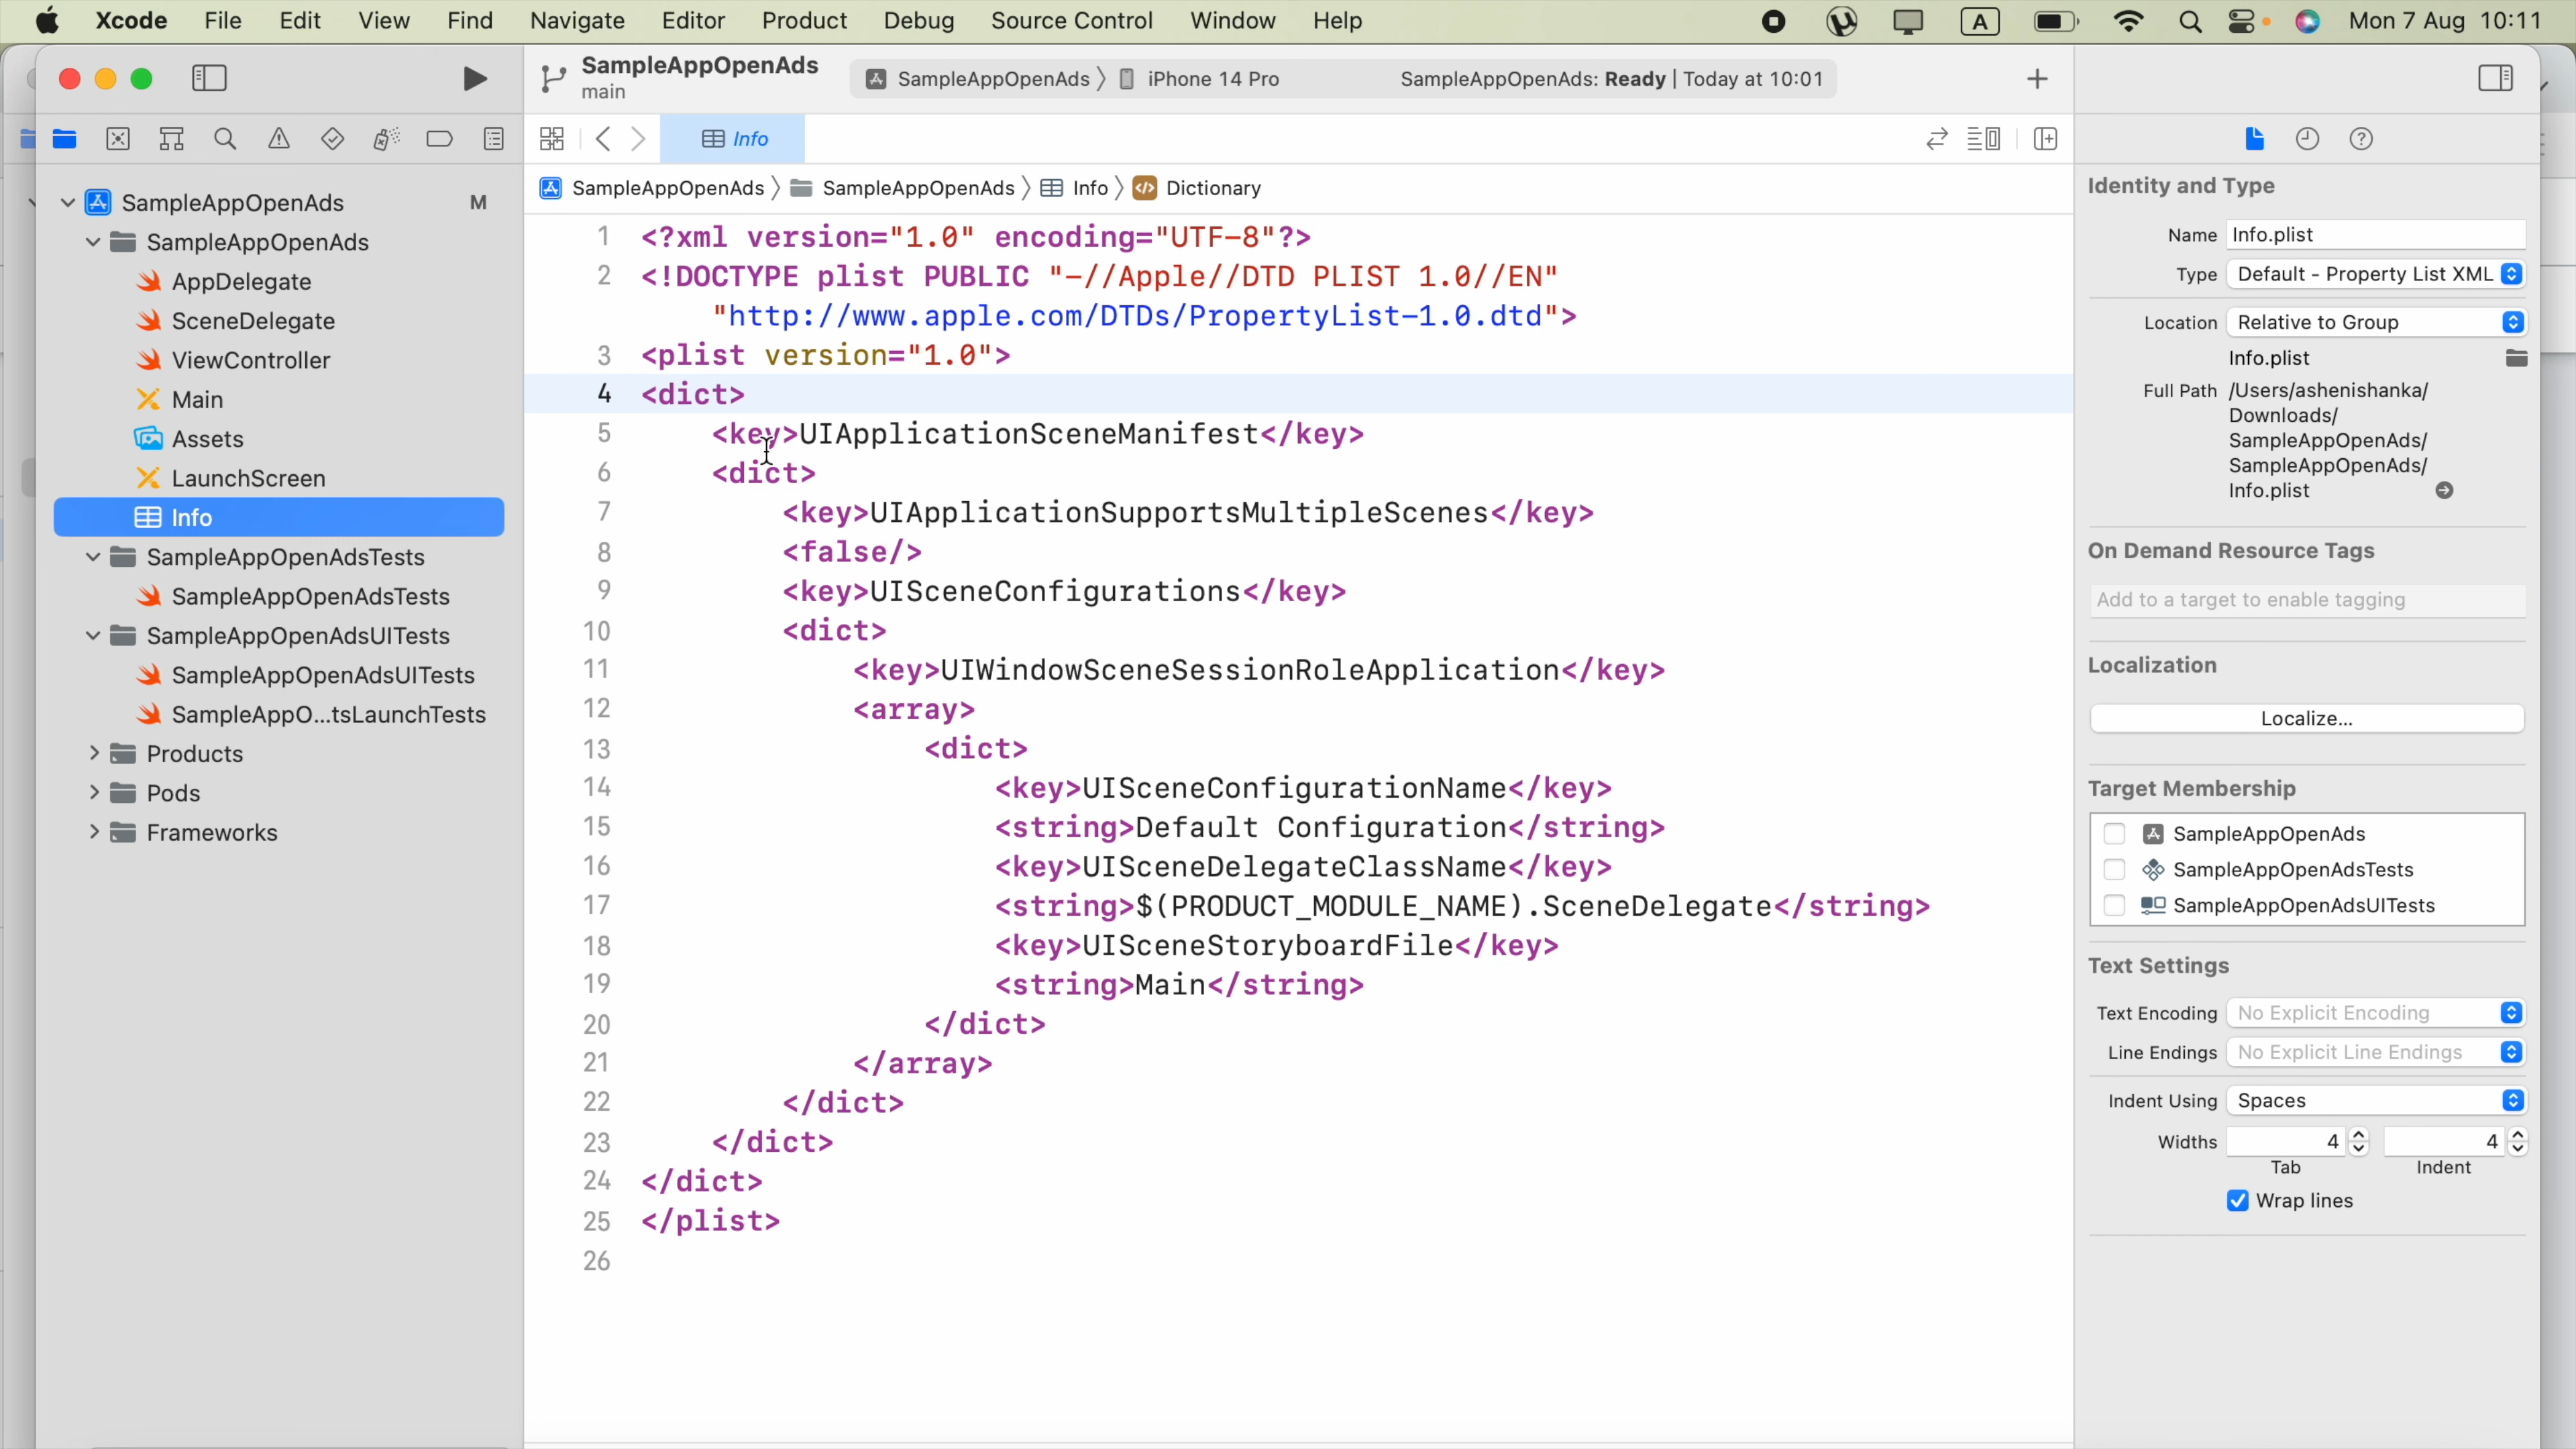 Xcode File Edit View Find Navigate Editor Product Debug Source Control Window Help A Mon 7 Aug 10:11
SampleAppOpenAds
main
SampleAppOpenAds iPhone 14 Pro SampleAppOpenAds: Ready | Today at 10:01
Info
SampleAppOpenAds SampleAppOpenAds Info Dictionary
SampleAppOpenAds M
SampleAppOpenAds
AppDelegate
SceneDelegate
ViewController
Main
Assets
LaunchScreen
Info
SampleAppOpenAdsTests
SampleAppOpenAdsTests
SampleAppOpenAdsUITests
SampleAppOpenAdsUITests
SampleAppO...tsLaunchTests
Products
Pods
Frameworks
1 <?xml version="1.0" encoding="UTF-8"?>
2 <!DOCTYPE plist PUBLIC "-//Apple//DTD PLIST 1.0//EN"
"http://www.apple.com/DTDs/PropertyList-1.0.dtd">
3 <plist version="1.0">
4 <dict>
5 <key>UIApplicationSceneManifest</key>
6 <dict>
7 <key>UIApplicationSupportsMultipleScenes</key>
8 <false/>
9 <key>UISceneConfigurations</key>
10 <dict>
11 <key>UIWindowSceneSessionRoleApplication</key>
12 <array>
13 <dict>
14 <key>UISceneConfigurationName</key>
15 <string>Default Configuration</string>
16 <key>UISceneDelegateClassName</key>
17 <string>$(PRODUCT_MODULE_NAME).SceneDelegate</string>
18 <key>UISceneStoryboardFile</key>
19 <string>Main</string>
20 </dict>
21 </array>
22 </dict>
23 </dict>
24 </dict>
25 </plist>
26
Identity and Type
Name Info.plist
Type Default - Property List XML
Location Relative to Group
Info.plist
Full Path /Users/ashenishanka/
Downloads/
SampleAppOpenAds/
SampleAppOpenAds/
Info.plist
On Demand Resource Tags
Add to a target to enable tagging
Localization
Localize...
Target Membership
SampleAppOpenAds
SampleAppOpenAdsTests
SampleAppOpenAdsUITests
Text Settings
Text Encoding No Explicit Encoding
Line Endings No Explicit Line Endings
Indent Using Spaces
Widths 4 4
Tab Indent
Wrap lines